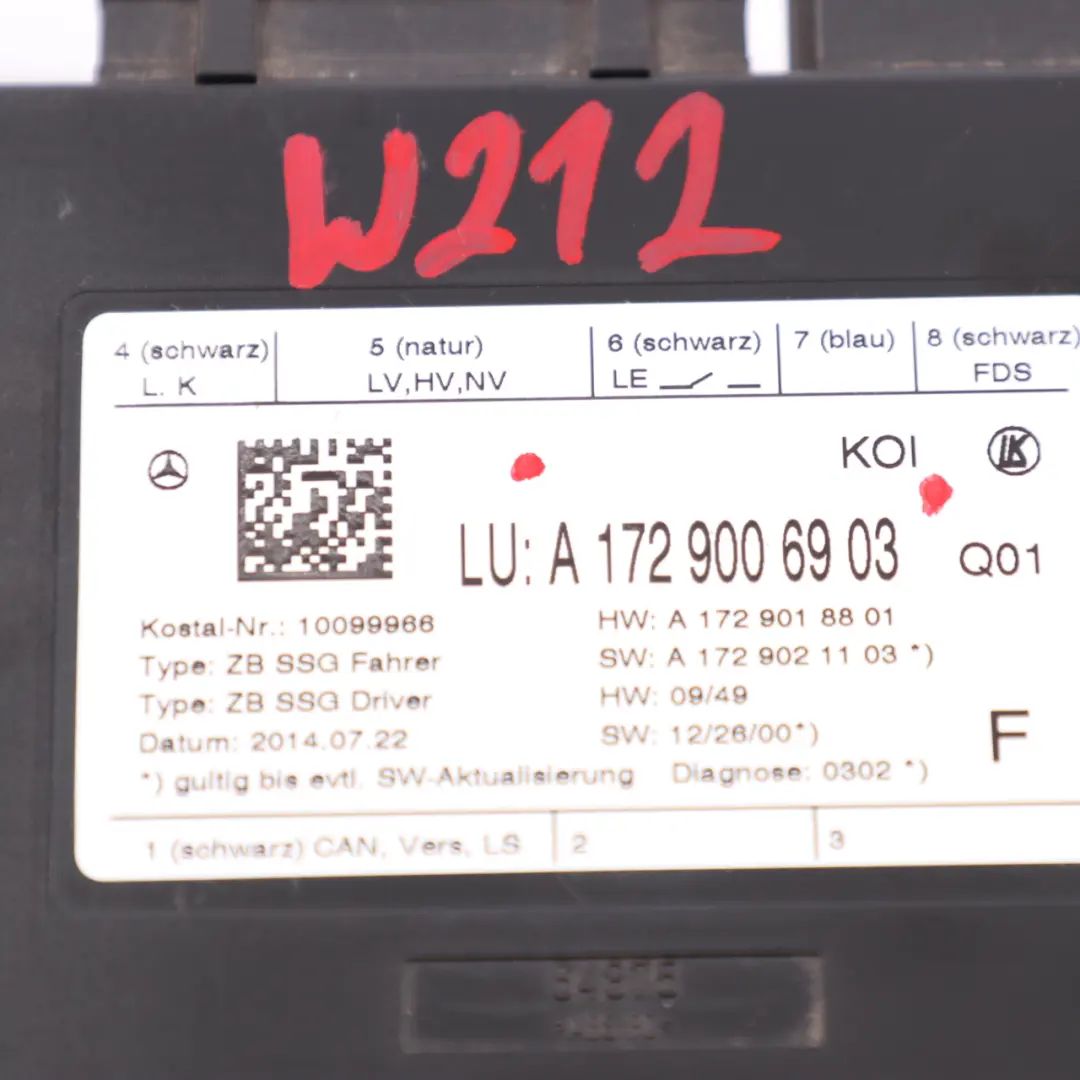 W212
4 (schwarz) 5 (natur) 6 (schwarz) 7 (blau) 8 (schwarz)
L. K LV,HV,NV LE FDS
KOI
LU: A 172 900 69 03 Q01
Kostal-Nr.: 10099966 HW: A 172 901 88 01
Type: ZB SSG Fahrer SW: A 172 902 11 03 *)
Type: ZB SSG Driver HW: 09/49
Datum: 2014.07.22 SW: 12/26/00*)
F
*) gultig bis evtl. SW-Aktualisierung Diagnose: 0302 *)
1 (schwarz) CAN, Vers, LS 2 3